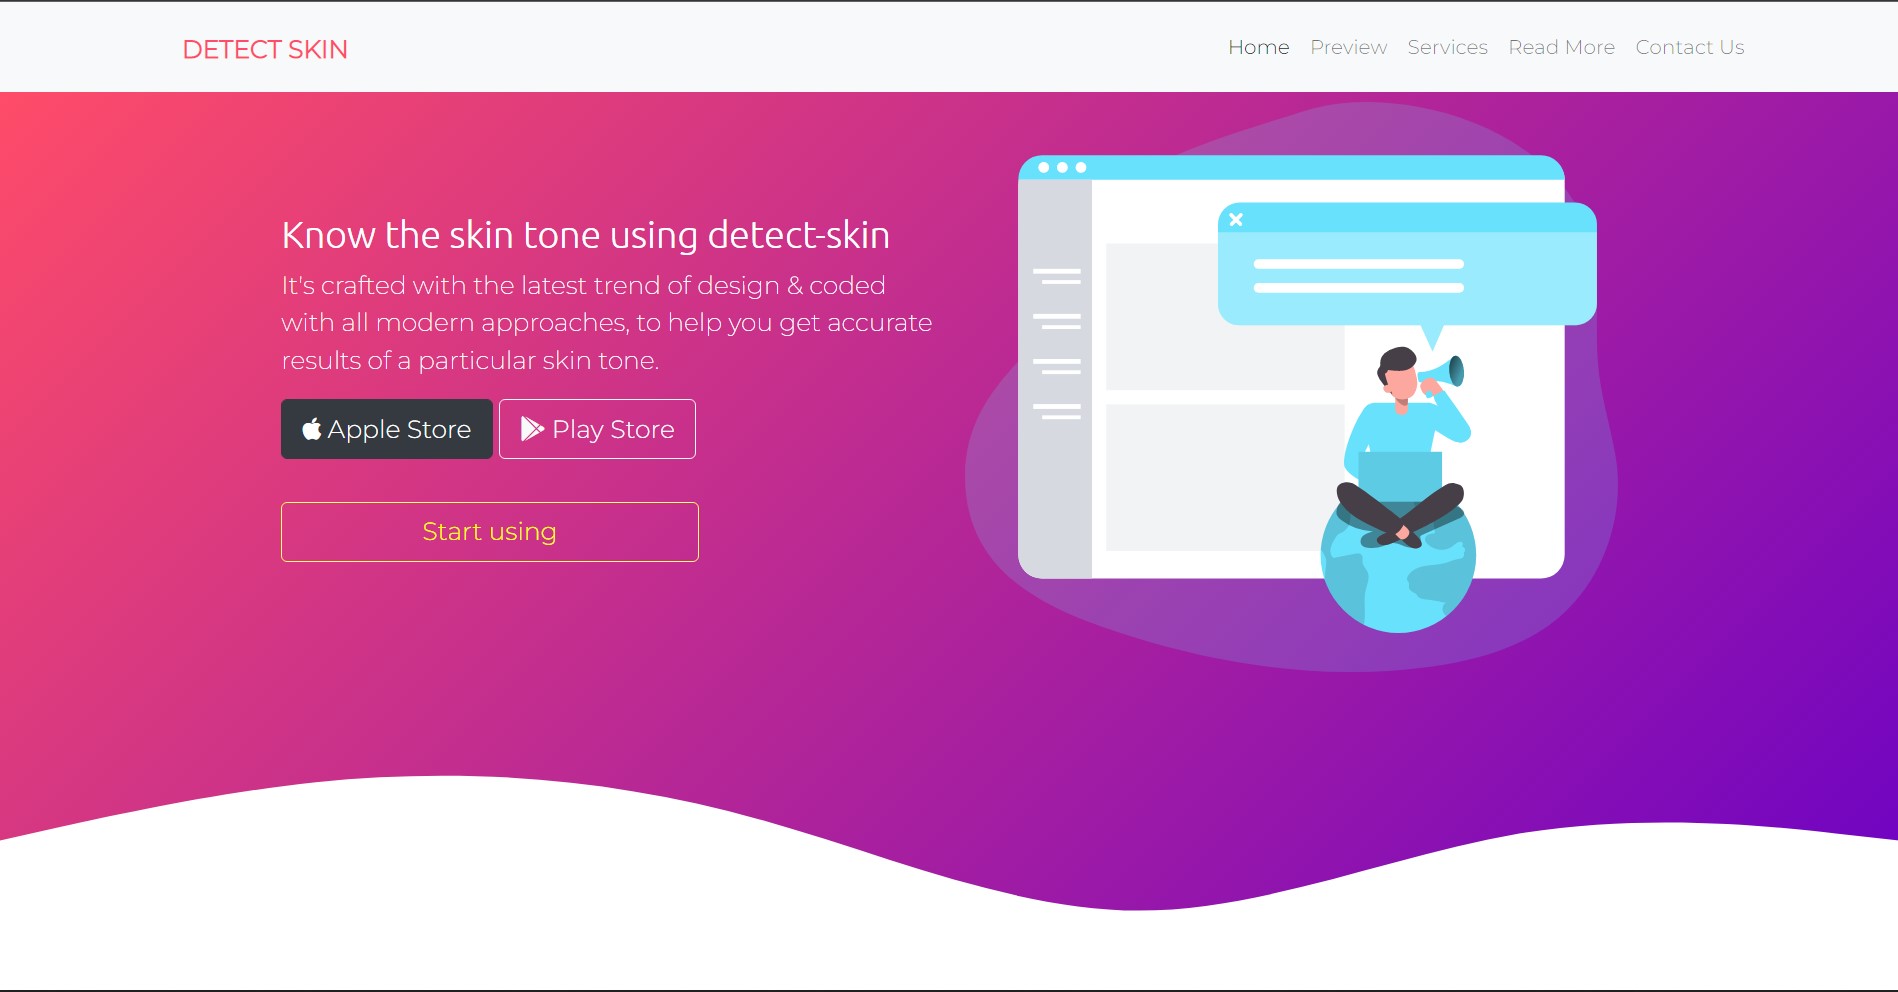 DETECT SKIN
Home Preview Services Read More Contact Us
Know the skin tone using detect-skin
It's crafted with the latest trend of design & coded
with all modern approaches, to help you get accurate
results of a particular skin tone.
Apple Store Play Store
Start using